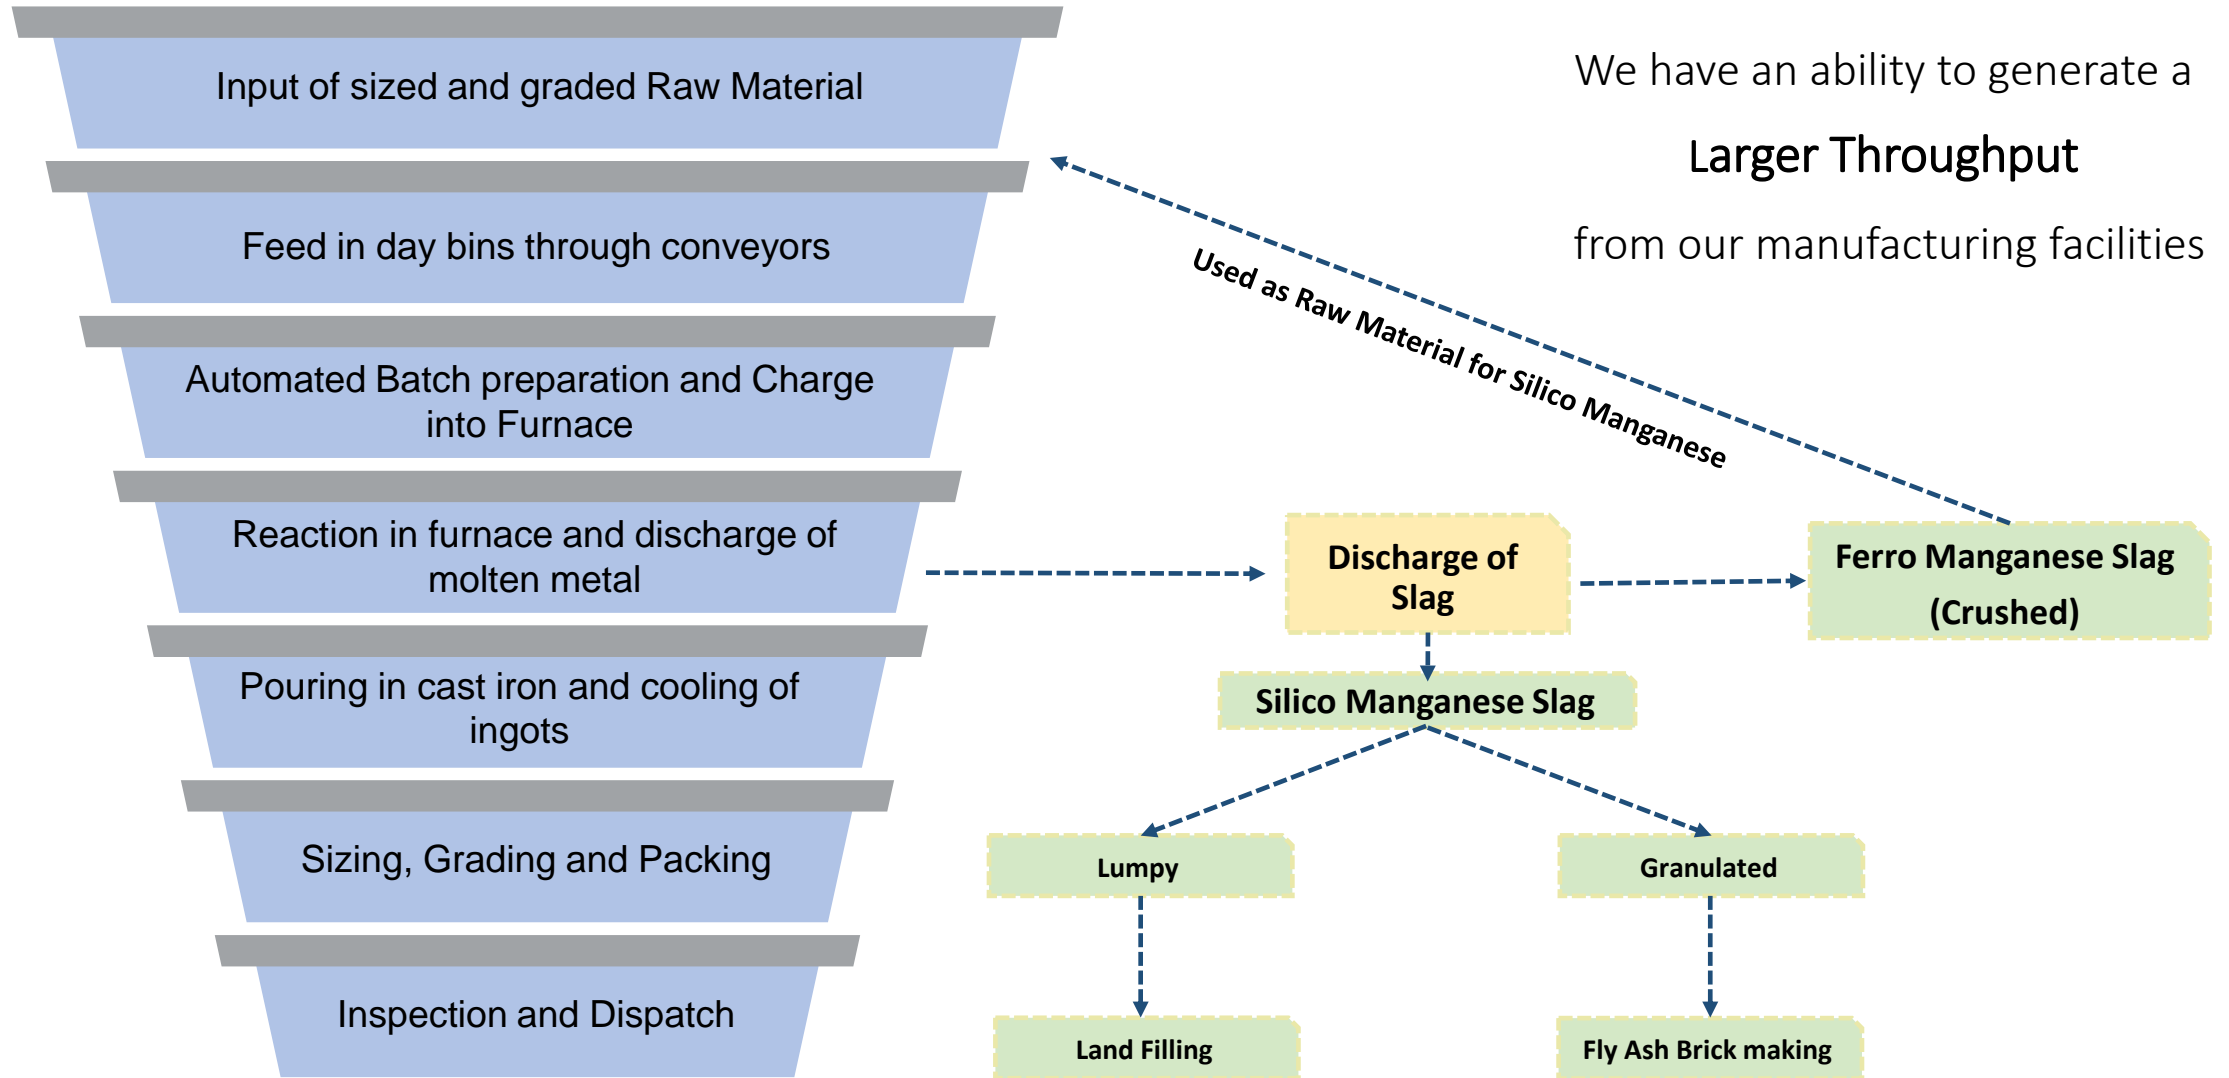 Input of sized and graded Raw Material
Feed in day bins through conveyors
Automated Batch preparation and Charge
into Furnace
Reaction in furnace and discharge of
molten metal
Pouring in cast iron and cooling of
ingots
Sizing, Grading and Packing
Inspection and Dispatch
We have an ability to generate a
Larger Throughput
from our manufacturing facilities
Used as Raw Material for Silico Manganese
Discharge of
Slag
Ferro Manganese Slag
(Crushed)
Silico Manganese Slag
Lumpy
Granulated
Land Filling
Fly Ash Brick making